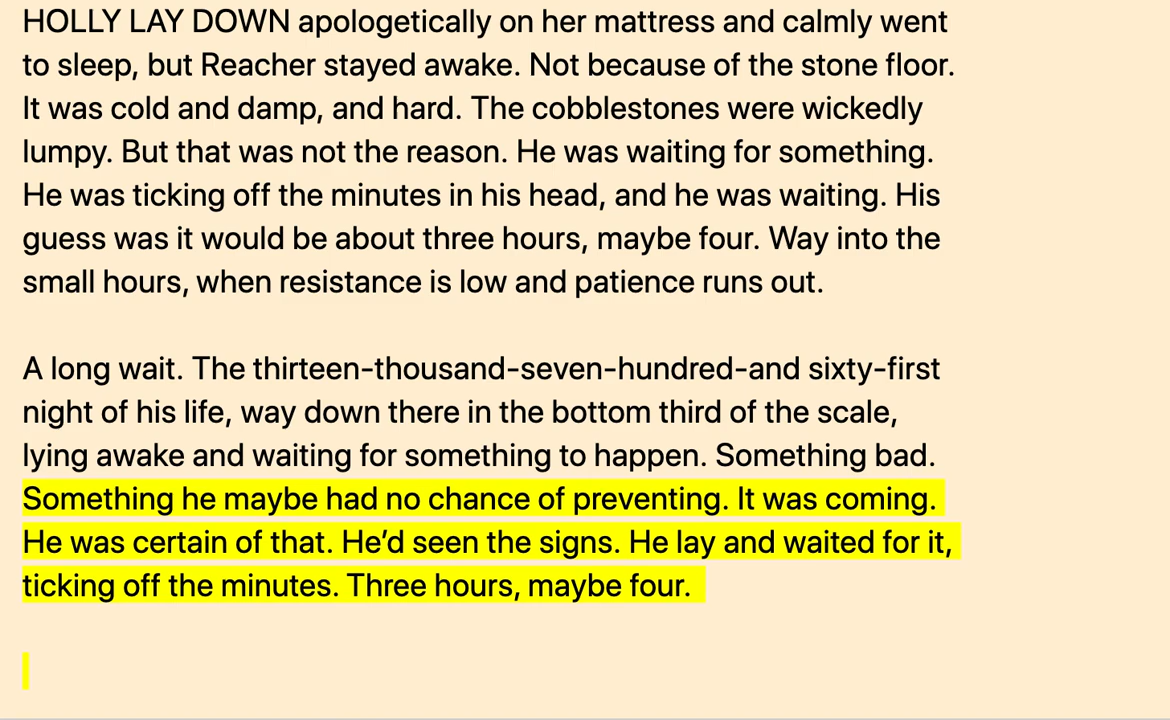 HOLLY LAY DOWN apologetically on her mattress and calmly went
to sleep, but Reacher stayed awake. Not because of the stone floor.
It was cold and damp, and hard. The cobblestones were wickedly
lumpy. But that was not the reason. He was waiting for something.
He was ticking off the minutes in his head, and he was waiting. His
guess was it would be about three hours, maybe four. Way into the
small hours, when resistance is low and patience runs out.
A long wait. The thirteen-thousand-seven-hundred-and sixty-first
night of his life, way down there in the bottom third of the scale,
lying awake and waiting for something to happen. Something bad.
Something he maybe had no chance of preventing. It was coming.
He was certain of that. He’d seen the signs. He lay and waited for it,
ticking off the minutes. Three hours, maybe four.